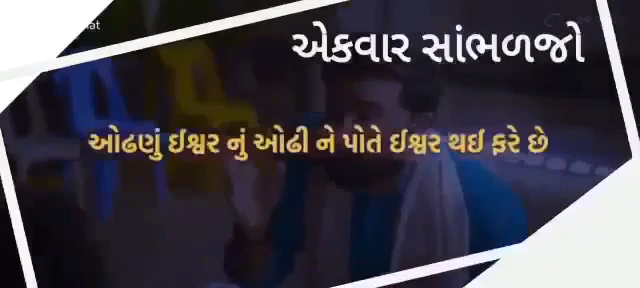 એકવાર સાંભળજો
ઓઢણું ઈશ્વર નું ઓઢી ને પોતે ઈશ્વર થઈ ફરે છે